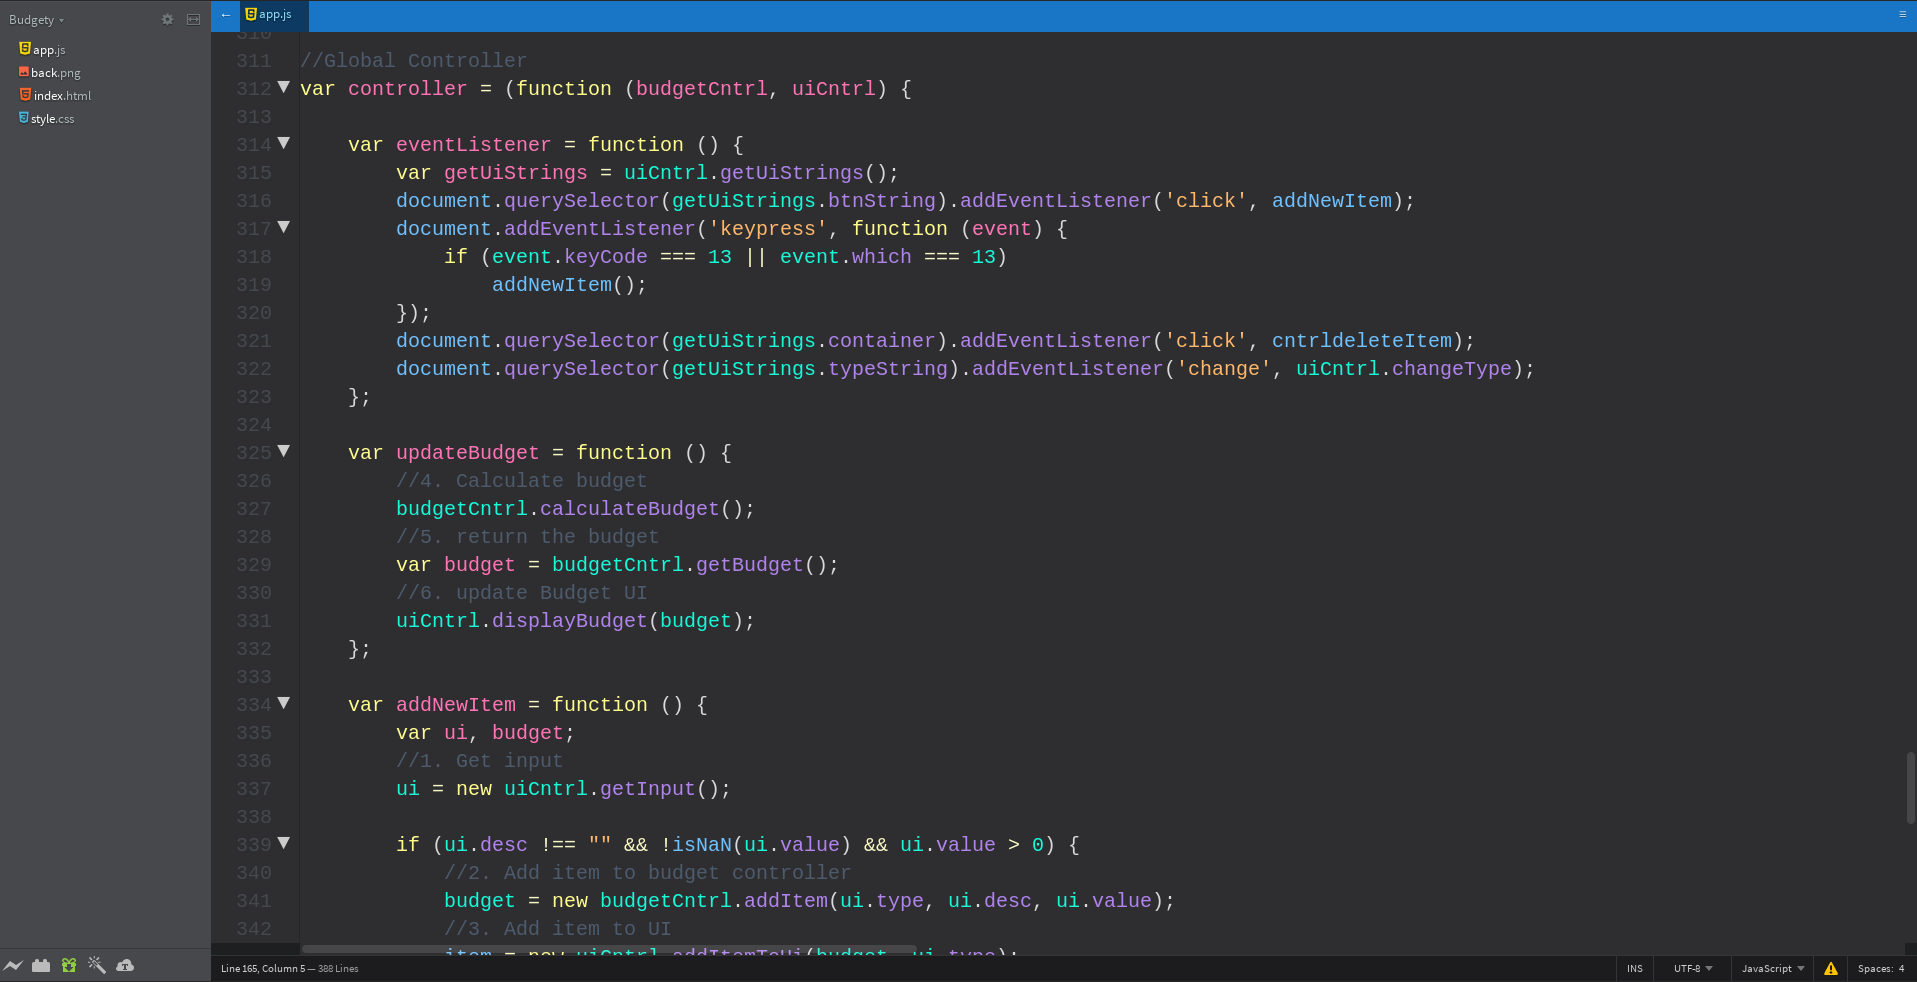 Budgety
app.js
back.png
index.html
style.css
← app.js
310
311 //Global Controller
312 var controller = (function (budgetCntrl, uiCntrl) {
313
314 var eventListener = function () {
315 var getUiStrings = uiCntrl.getUiStrings();
316 document.querySelector(getUiStrings.btnString).addEventListener('click', addNewItem);
317 document.addEventListener('keypress', function (event) {
318 if (event.keyCode === 13 || event.which === 13)
319 addNewItem();
320 });
321 document.querySelector(getUiStrings.container).addEventListener('click', cntrldeleteItem);
322 document.querySelector(getUiStrings.typeString).addEventListener('change', uiCntrl.changeType);
323 };
324
325 var updateBudget = function () {
326 //4. Calculate budget
327 budgetCntrl.calculateBudget();
328 //5. return the budget
329 var budget = budgetCntrl.getBudget();
330 //6. update Budget UI
331 uiCntrl.displayBudget(budget);
332 };
333
334 var addNewItem = function () {
335 var ui, budget;
336 //1. Get input
337 ui = new uiCntrl.getInput();
338
339 if (ui.desc !== "" && !isNaN(ui.value) && ui.value > 0) {
340 //2. Add item to budget controller
341 budget = new budgetCntrl.addItem(ui.type, ui.desc, ui.value);
342 //3. Add item to UI
item = new uiCntrl.addItemToUi(budget, ui.type);
Line 165, Column 5 — 388 Lines
INS
UTF-8
JavaScript
Spaces: 4